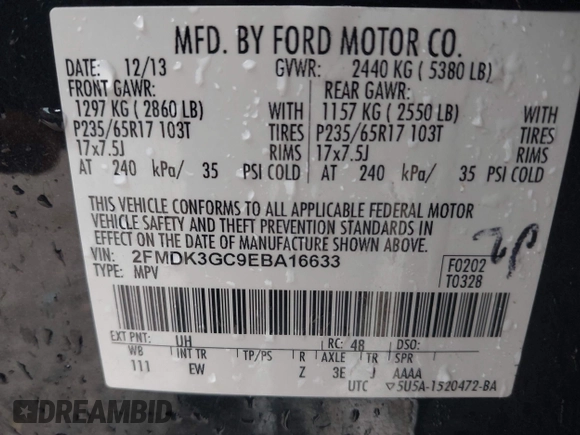 MFD. BY FORD MOTOR CO.
DATE: 12/13 GVWR: 2440 KG ( 5380 LB)
FRONT GAWR: REAR GAWR:
1297 KG ( 2860 LB) WITH 1157 KG ( 2550 LB) WITH
P235/65R17 103T TIRES P235/65R17 103T TIRES
17x7.5J RIMS 17x7.5J RIMS
AT 240 kPa/ 35 PSI COLD AT 240 kPa/ 35 PSI COLD
THIS VEHICLE CONFORMS TO ALL APPLICABLE FEDERAL MOTOR
VEHICLE SAFETY AND THEFT PREVENTION STANDARDS IN
EFFECT ON THE DATE OF MANUFACTURE SHOWN ABOVE.
VIN: 2FMDK3GC9EBA16633 F0202
TYPE: MPV T0328
EXT PNT: UH RC: 48 DSO:
WB INT TR TP/PS R AXLE TR SPR
111 EW Z 3E J AAAA
UTC ▽5U5A-1520472-BA
DREAMBID